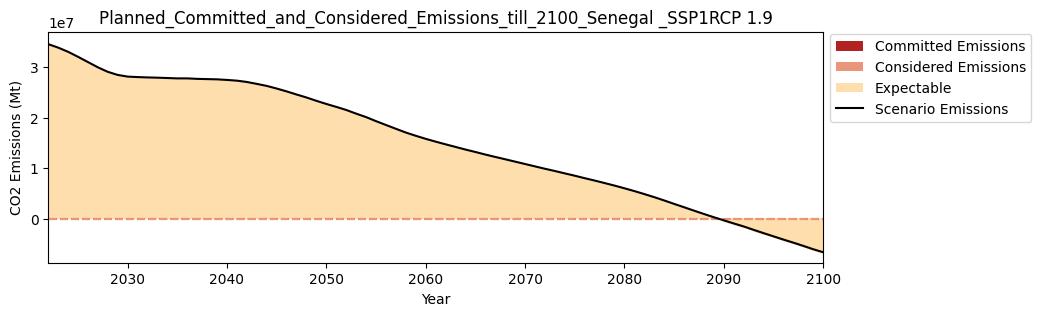 Planned_Committed_and_Considered_Emissions_till_2100_Senegal _SSP1RCP 1.9
1e7
3
2
1
0
CO2 Emissions (Mt)
2030 2040 2050 2060 2070 2080 2090 2100
Year
Committed Emissions
Considered Emissions
Expectable
Scenario Emissions